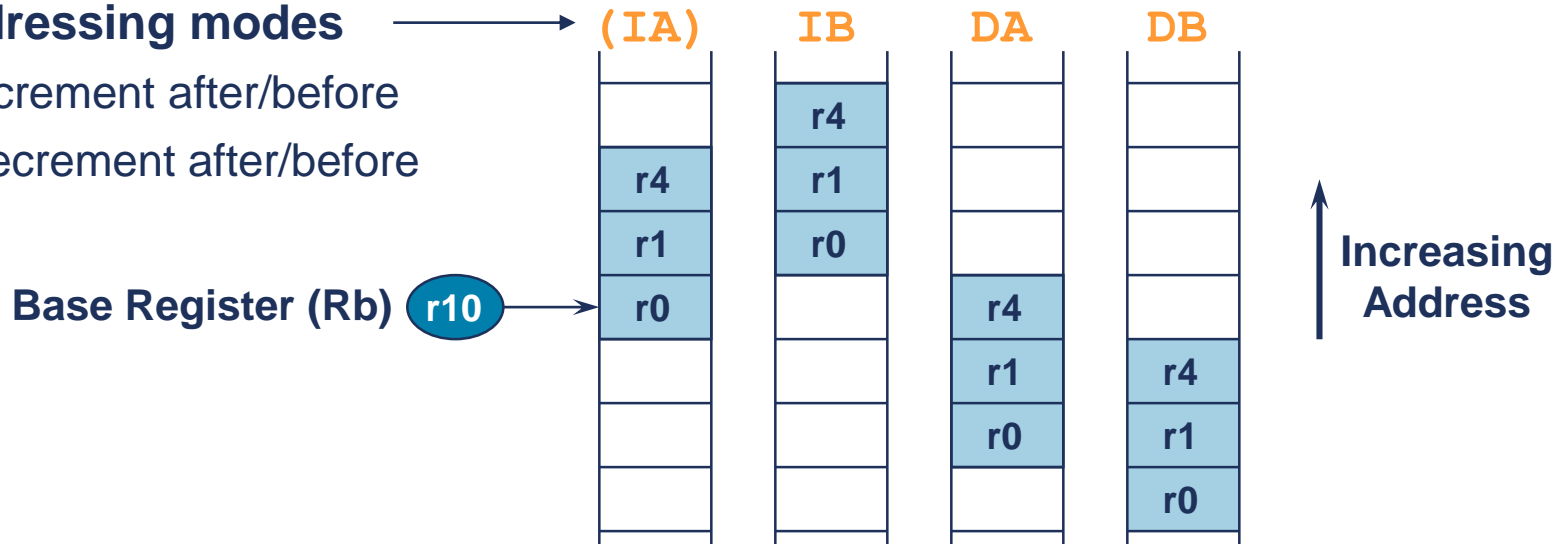 dressing modes
(IA) IB DA DB
crement after/before
ecrement after/before
r4
r4 r1
r1 r0
Base Register (Rb) r10 r0 r4
r1 r4
r0 r1
r0
Increasing
Address